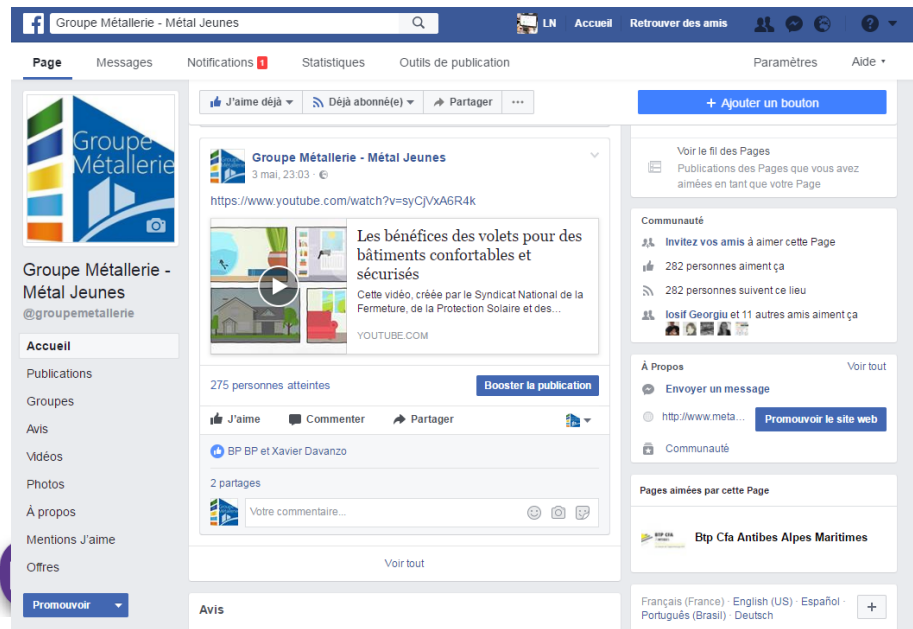 Groupe Métallerie - Métal Jeunes
LN Accueil Retrouver des amis
Page Messages Notifications 1 Statistiques Outils de publication Paramètres Aide
Groupe
Métallerie
Groupe Métallerie -
Métal Jeunes
@groupemetallerie
Accueil
Publications
Groupes
Avis
Vidéos
Photos
À propos
Mentions J'aime
Offres
Promouvoir
J'aime déjà Déjà abonné(e) Partager ...
Groupe Métallerie - Métal Jeunes
3 mai, 23:03 ·
https://www.youtube.com/watch?v=syCjVxA6R4k
Les bénéfices des volets pour des
bâtiments confortables et
sécurisés
Cette vidéo, créée par le Syndicat National de la
Fermeture, de la Protection Solaire et des...
YOUTUBE.COM
275 personnes atteintes Booster la publication
J'aime Commenter Partager
BP BP et Xavier Davanzo
2 partages
Votre commentaire...
Voir tout
Avis
+ Ajouter un bouton
Voir le fil des Pages
Publications des Pages que vous avez
aimées en tant que votre Page
Communauté
Invitez vos amis à aimer cette Page
282 personnes aiment ça
282 personnes suivent ce lieu
Iosif Georgiu et 11 autres amis aiment ça
À Propos Voir tout
Envoyer un message
http://www.meta... Promouvoir le site web
Communauté
Pages aimées par cette Page
BTP CFA
Btp Cfa Antibes Alpes Maritimes
Français (France) · English (US) · Español ·
Português (Brasil) · Deutsch
+